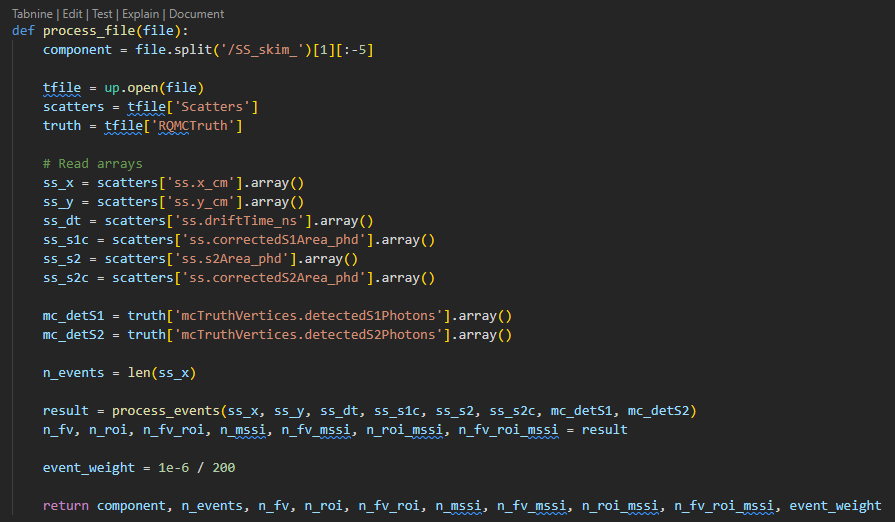 Tabnine | Edit | Test | Explain | Document
def process_file(file):
    component = file.split('/SS_skim_')[1][:-5]

    tfile = up.open(file)
    scatters = tfile['Scatters']
    truth = tfile['RQMCTruth']

    # Read arrays
    ss_x = scatters['ss.x_cm'].array()
    ss_y = scatters['ss.y_cm'].array()
    ss_dt = scatters['ss.driftTime_ns'].array()
    ss_s1c = scatters['ss.correctedS1Area_phd'].array()
    ss_s2 = scatters['ss.s2Area_phd'].array()
    ss_s2c = scatters['ss.correctedS2Area_phd'].array()

    mc_detS1 = truth['mcTruthVertices.detectedS1Photons'].array()
    mc_detS2 = truth['mcTruthVertices.detectedS2Photons'].array()

    n_events = len(ss_x)

    result = process_events(ss_x, ss_y, ss_dt, ss_s1c, ss_s2, ss_s2c, mc_detS1, mc_detS2)
    n_fv, n_roi, n_fv_roi, n_mssi, n_fv_mssi, n_roi_mssi, n_fv_roi_mssi = result

    event_weight = 1e-6 / 200

    return component, n_events, n_fv, n_roi, n_fv_roi, n_mssi, n_fv_mssi, n_roi_mssi, n_fv_roi_mssi, event_weight